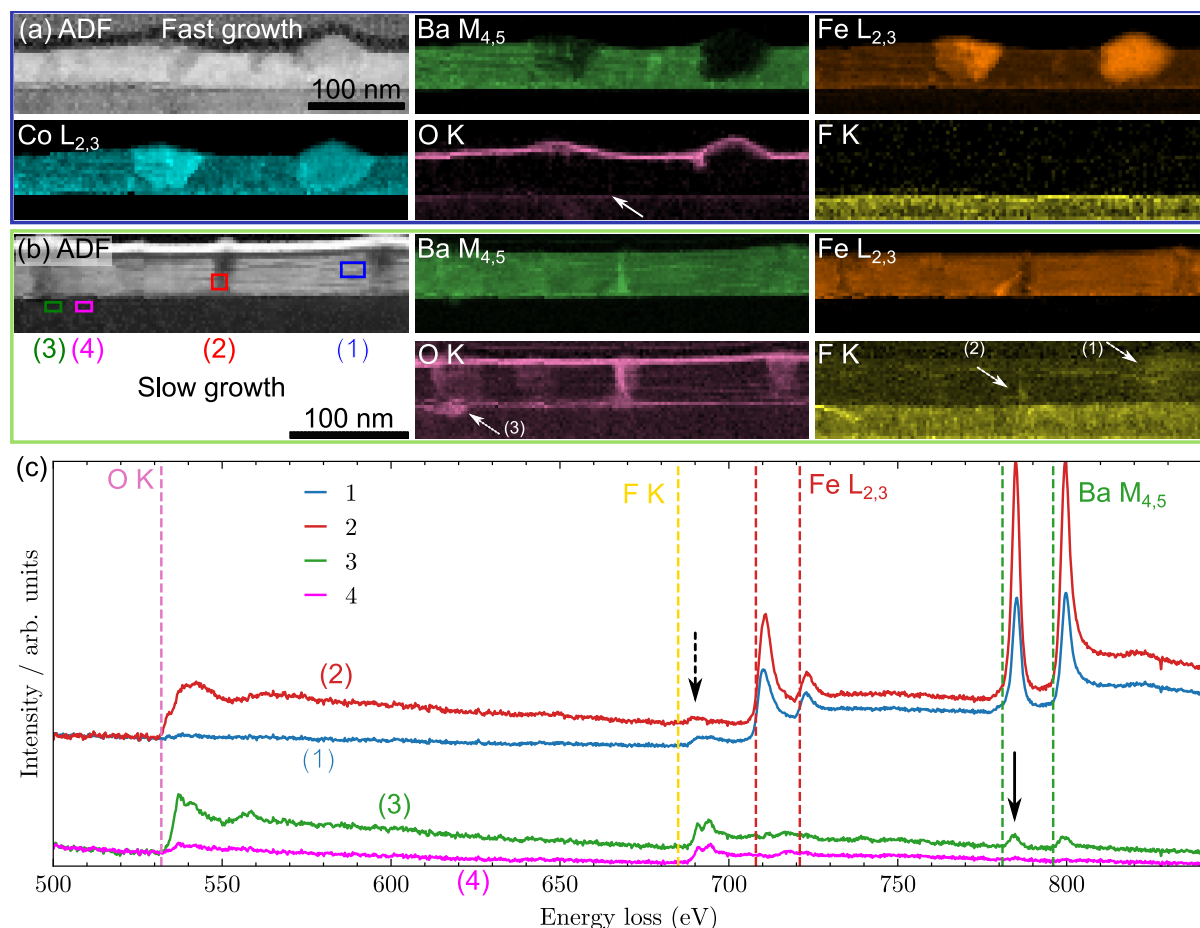 (a) ADF Fast growth
100 nm
Ba M4,5
Fe L2,3
Co L2,3
O K
F K
(b) ADF
(3) (4) (2) (1)
Slow growth
100 nm
Ba M4,5
Fe L2,3
O K
(3)
F K
(2)
(1)
(c)
O K
F K
Fe L2,3
Ba M4,5
1
2
3
4
(2)
(1)
(3)
(4)
Intensity / arb. units
500 550 600 650 700 750 800
Energy loss (eV)